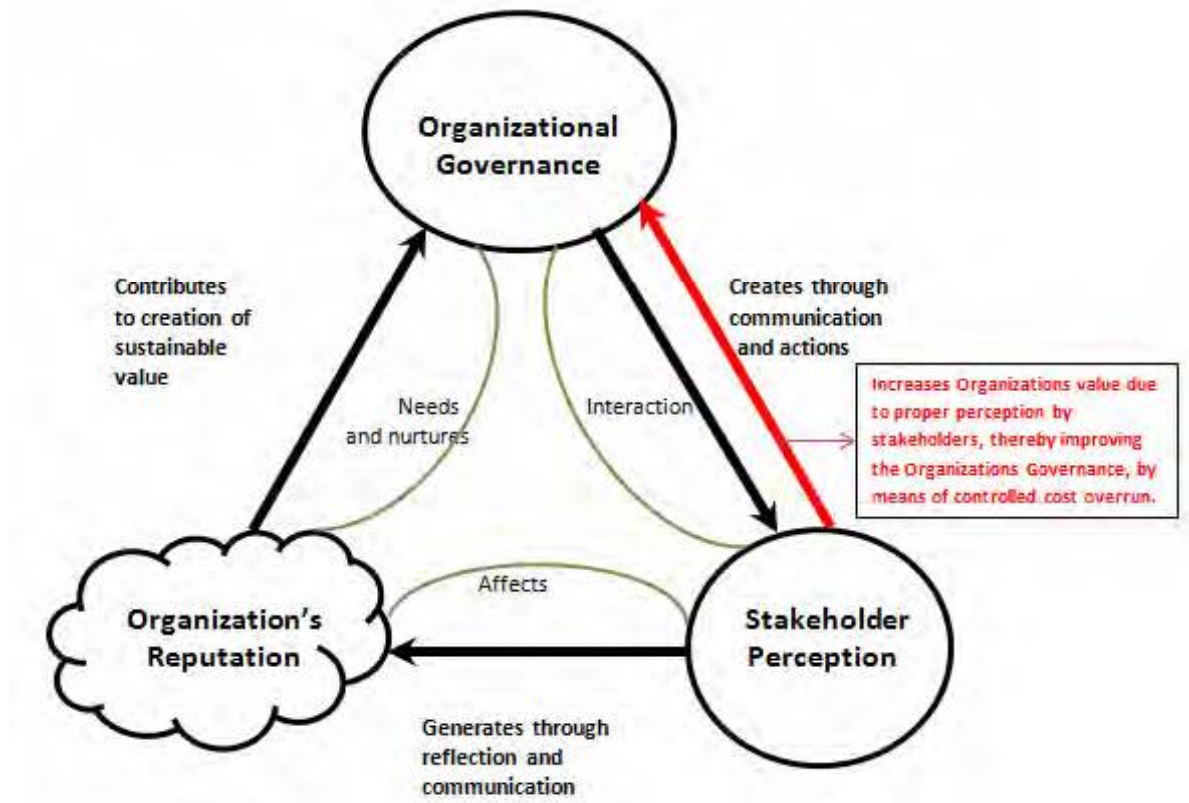 Organizational
Governance
Contributes
to creation of
sustainable
value
Creates through
communication
and actions
Increases Organizations value due
to proper perception by
stakeholders, thereby improving
the Organizations Governance, by
means of controlled cost overrun.
Needs
and nurtures
Interaction
Affects
Organization's
Reputation
Stakeholder
Perception
Generates through
reflection and
communication